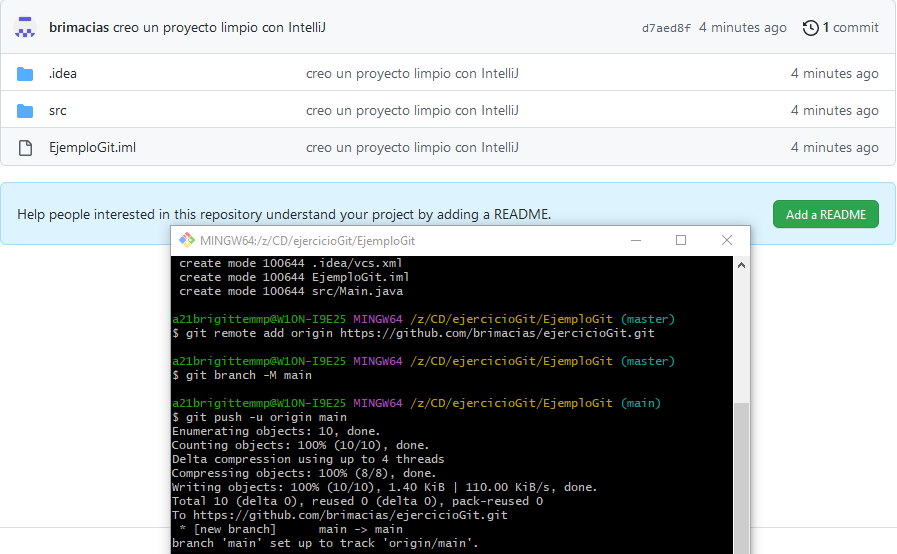 brimacias creo un proyecto limpio con IntelliJ d7aed8f 4 minutes ago 1 commit
.idea creo un proyecto limpio con IntelliJ 4 minutes ago
src creo un proyecto limpio con IntelliJ 4 minutes ago
EjemploGit.iml creo un proyecto limpio con IntelliJ 4 minutes ago
Help people interested in this repository understand your project by adding a README. Add a README
MINGW64:/z/CD/ejercicioGit/EjemploGit
create mode 100644 .idea/vcs.xml
create mode 100644 EjemploGit.iml
create mode 100644 src/Main.java
a21brigittemmp@W10N-I9E25 MINGW64 /z/CD/ejercicioGit/EjemploGit (master)
$ git remote add origin https://github.com/brimacias/ejercicioGit.git
a21brigittemmp@W10N-I9E25 MINGW64 /z/CD/ejercicioGit/EjemploGit (master)
$ git branch -M main
a21brigittemmp@W10N-I9E25 MINGW64 /z/CD/ejercicioGit/EjemploGit (main)
$ git push -u origin main
Enumerating objects: 10, done.
Counting objects: 100% (10/10), done.
Delta compression using up to 4 threads
Compressing objects: 100% (8/8), done.
Writing objects: 100% (10/10), 1.40 KiB | 110.00 KiB/s, done.
Total 10 (delta 0), reused 0 (delta 0), pack-reused 0
To https://github.com/brimacias/ejercicioGit.git
* [new branch] main -> main
branch 'main' set up to track 'origin/main'.